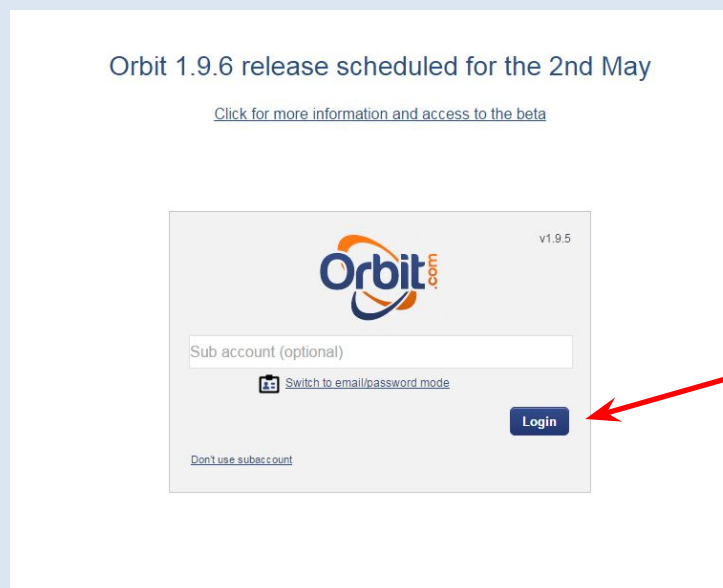 Orbit 1.9.6 release scheduled for the 2nd May
Click for more information and access to the beta
v1.9.5
Orbit.com
Sub account (optional)
Switch to email/password mode
Login
Don't use subaccount